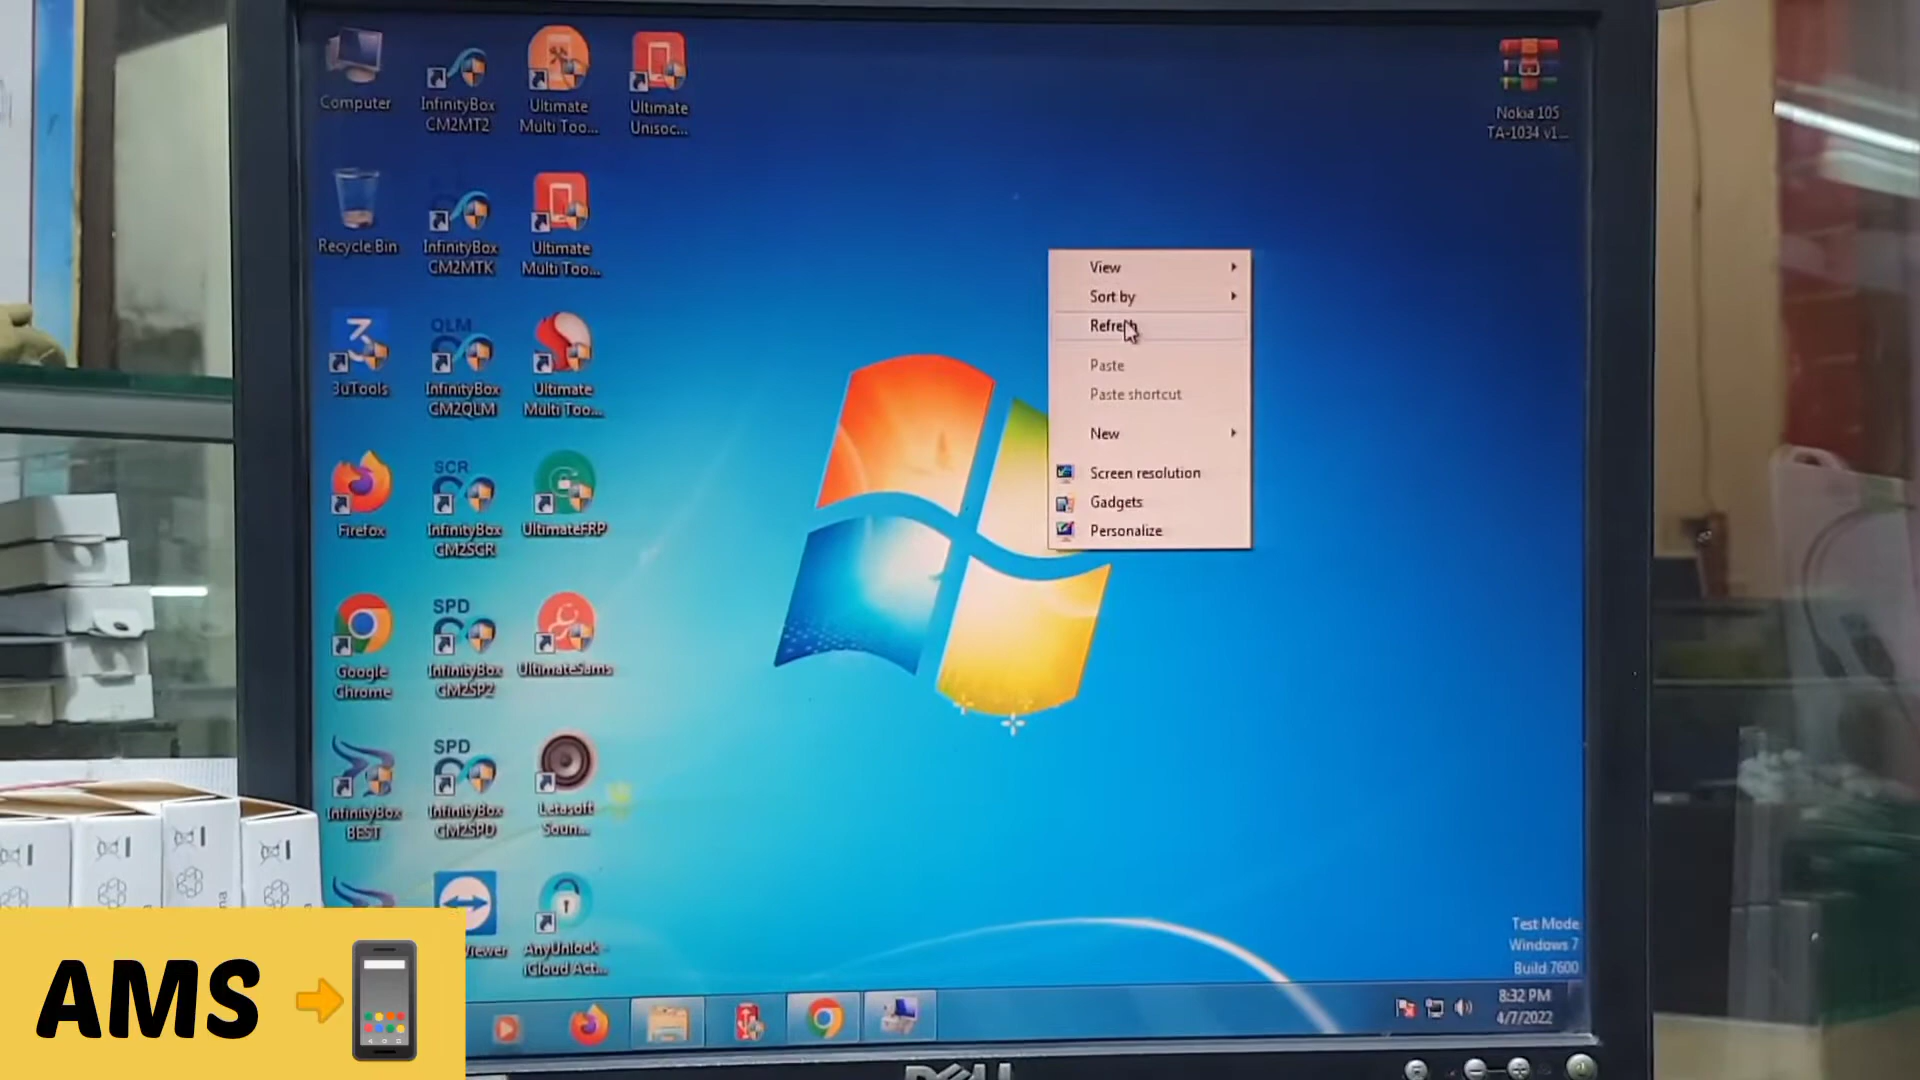 Computer
InfinityBox
CM2MT2
Ultimate
Multi Too...
Ultimate
Unisoc...
Nokia 105
TA-1034 v1...
Recycle Bin
InfinityBox
CM2MTK
Ultimate
Multi Too...
3uTools
QLM
InfinityBox
CM2QLM
Ultimate
Multi Too...
View
Sort by
Refresh
Paste
Paste shortcut
New
Screen resolution
Gadgets
Personalize
Firefox
SCR
InfinityBox
CM2SCR
UltimateFRP
Google
Chrome
SPD
InfinityBox
CM2SP2
UltimateSams
InfinityBox
BEST
SPD
InfinityBox
CM2SPD
Letasoft
Soun...
AnyUnlock -
iCloud Act...
Test Mode
Windows 7
Build 7600
8:32 PM
4/7/2022
AMS
DELL